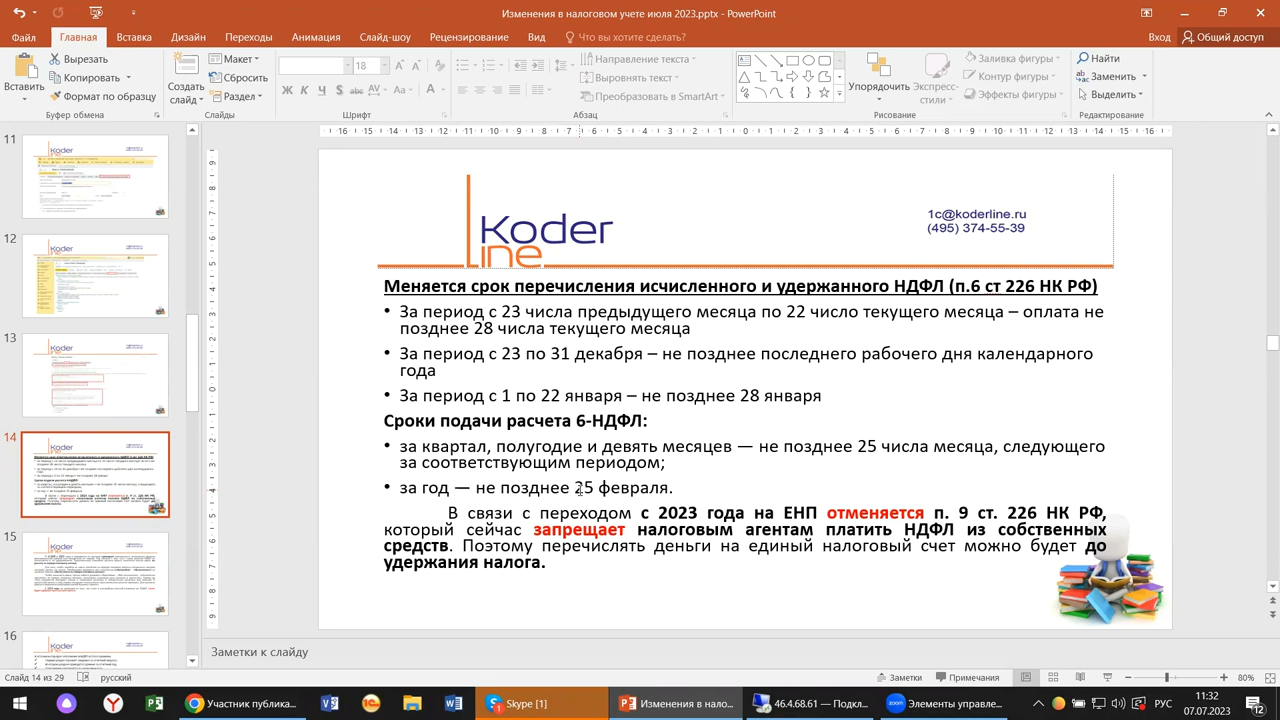 Изменения в налоговом учете июля 2023.pptx - PowerPoint
Файл Главная Вставка Дизайн Переходы Анимация Слайд-шоу Рецензирование Вид Что вы хотите сделать? Вход Общий доступ
Вставить
Вырезать
Копировать
Формат по образцу
Буфер обмена
Создать слайд
Макет
Сбросить
Раздел
Слайды
18
Ж К Ч S abc AV Aa А
Шрифт
Направление текста
Выровнять текст
Преобразовать в SmartArt
Абзац
Упорядочить
Экспресс-стили
Заливка фигуры
Контур фигуры
Эффекты фигуры
Рисование
Найти
Заменить
Выделить
Редактирование
11
12
13
14
15
16
Koder
line
1c@koderline.ru
(495) 374-55-39
Меняется срок перечисления исчисленного и удержанного НДФЛ (п.6 ст 226 НК РФ)
• За период с 23 числа предыдущего месяца по 22 число текущего месяца – оплата не
позднее 28 числа текущего месяца
• За период с 23 по 31 декабря – не позднее последнего рабочего дня календарного
года
• За период с 1 по 22 января – не позднее 28 января
Сроки подачи расчета 6-НДФЛ:
• за квартал, полугодие и девять месяцев — не позднее 25 числа месяца, следующего
за соответствующим периодом;
• за год — не позднее 25 февраля.
В связи с переходом с 2023 года на ЕНП отменяется п. 9 ст. 226 НК РФ,
который сейчас запрещает налоговым агентам платить НДФЛ из собственных
средств. Поэтому перечислять деньги на единый налоговый счет можно будет до
удержания налога.
Заметки к слайду
Слайд 14 из 29 русский Заметки Примечания 80%
Участник публика... Skype [1] Изменения в нало... 46.4.68.61 — Подкл... Элементы управле... РУС 11:32
07.07.2023